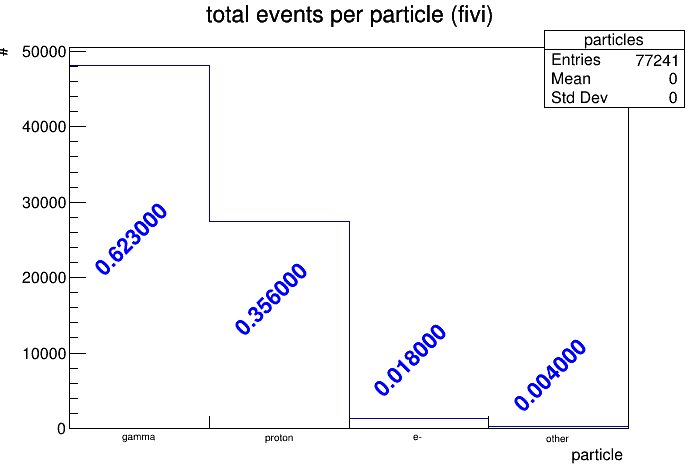 total events per particle (fivi)
particles
Entries 77241
Mean 0
Std Dev 0
#
50000
40000
30000
20000
10000
0
0.623000
0.356000
0.018000
0.004000
gamma
proton
e-
other
particle